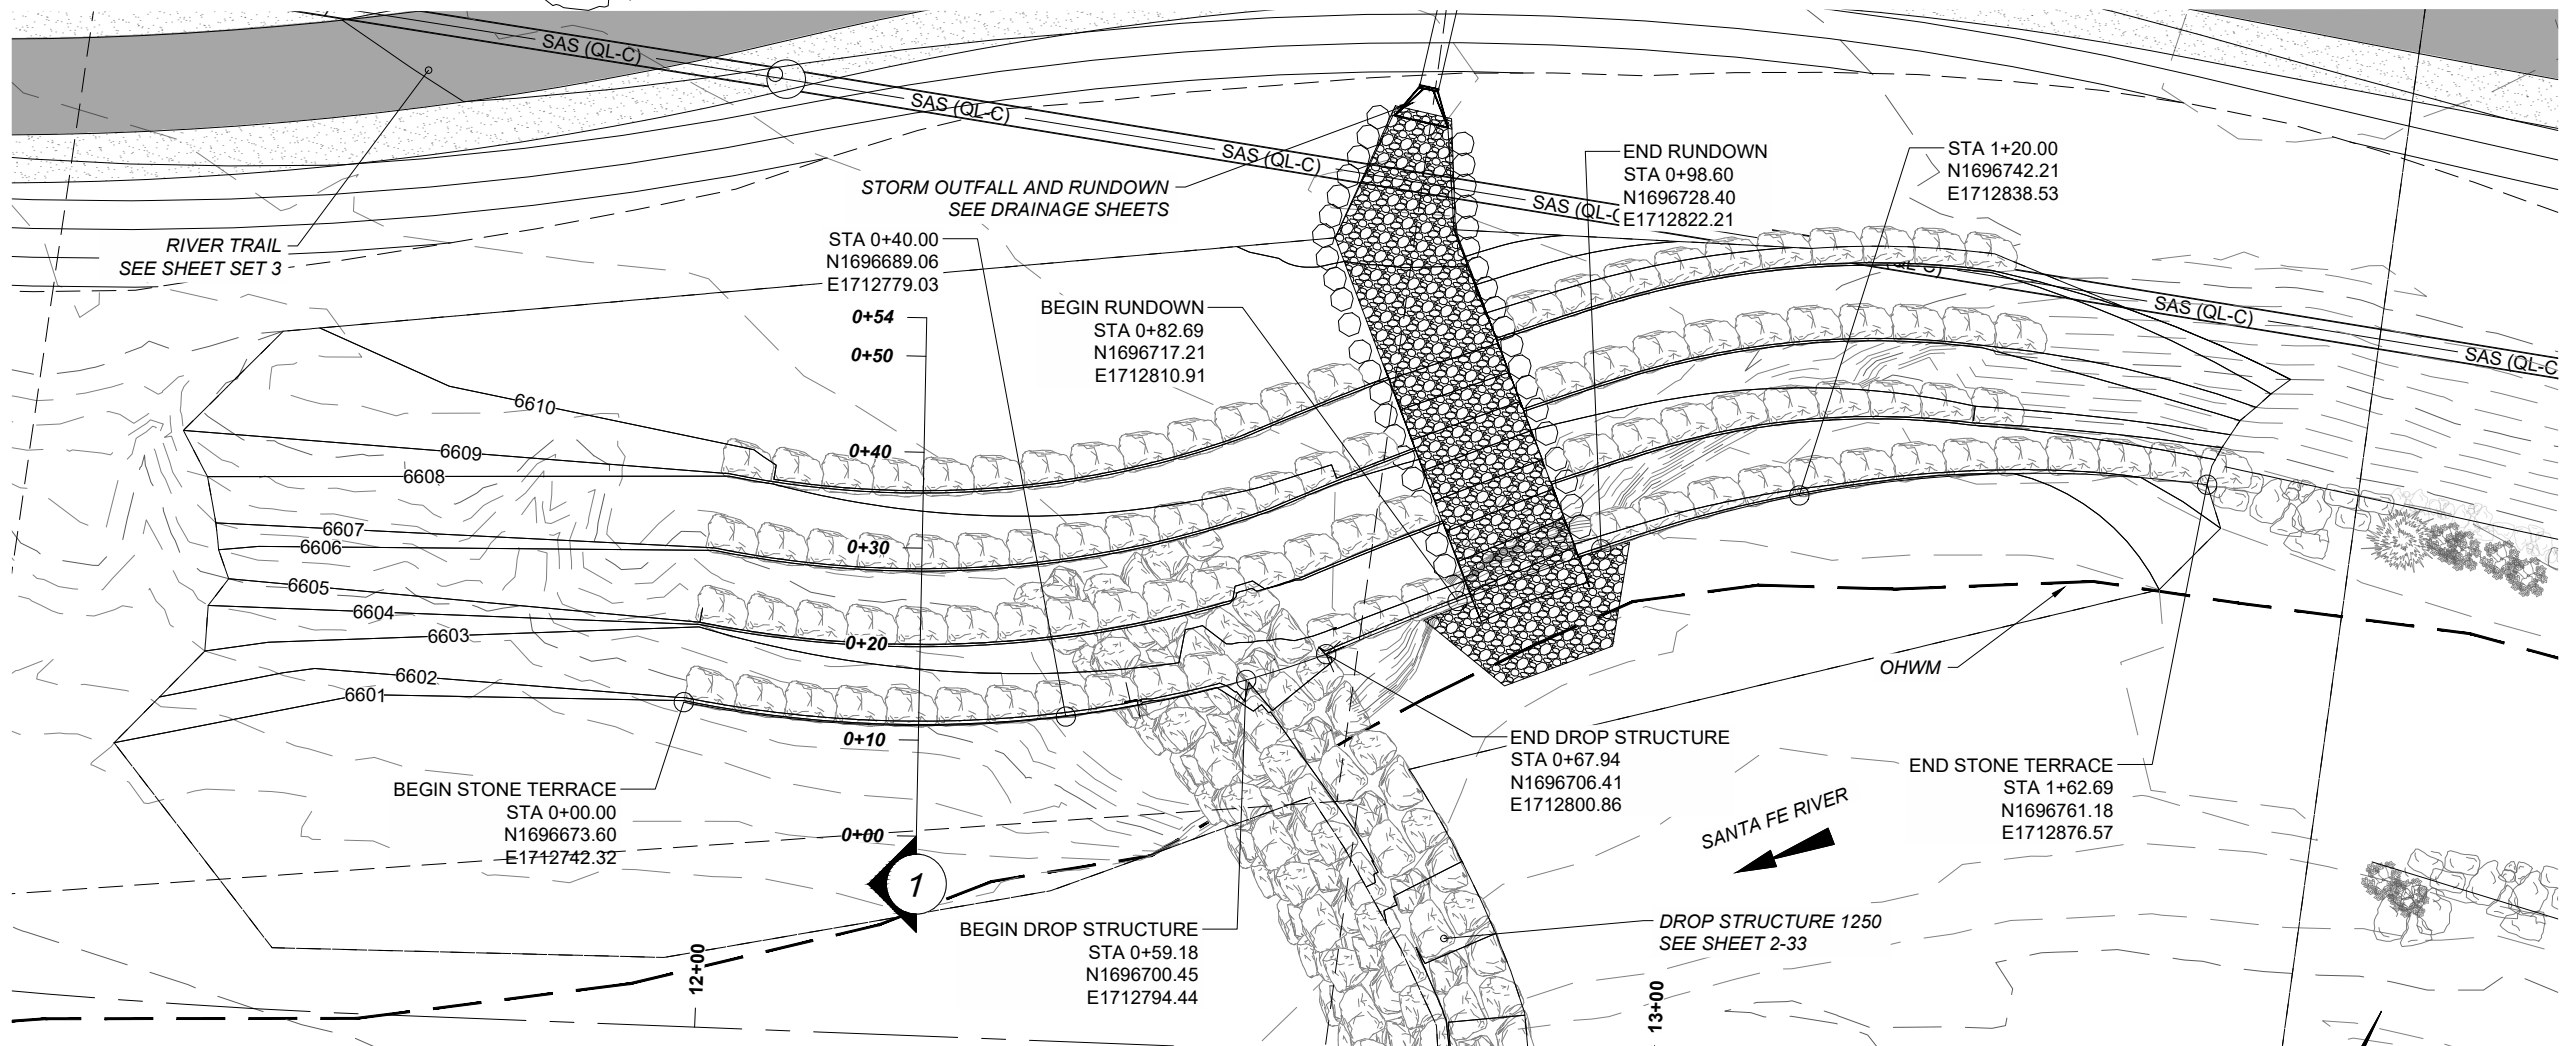 SAS (QL-C)
SAS (QL-C)
SAS (QL-C)
SAS (QL-C)
SAS (QL-C)
RIVER TRAIL
SEE SHEET SET 3
STORM OUTFALL AND RUNDOWN
SEE DRAINAGE SHEETS
END RUNDOWN
STA 0+98.60
N1696728.40
E1712822.21
STA 1+20.00
N1696742.21
E1712838.53
STA 0+40.00
N1696689.06
E1712779.03
BEGIN RUNDOWN
STA 0+82.69
N1696717.21
E1712810.91
0+54
0+50
0+40
0+30
0+20
0+10
0+00
6610
6609
6608
6607
6606
6605
6604
6603
6602
6601
SAS (QL-C)
BEGIN STONE TERRACE
STA 0+00.00
N1696673.60
E1712742.32
1
12+00
BEGIN DROP STRUCTURE
STA 0+59.18
N1696700.45
E1712794.44
END DROP STRUCTURE
STA 0+67.94
N1696706.41
E1712800.86
OHWM
SANTA FE RIVER
END STONE TERRACE
STA 1+62.69
N1696761.18
E1712876.57
DROP STRUCTURE 1250
SEE SHEET 2-33
13+00